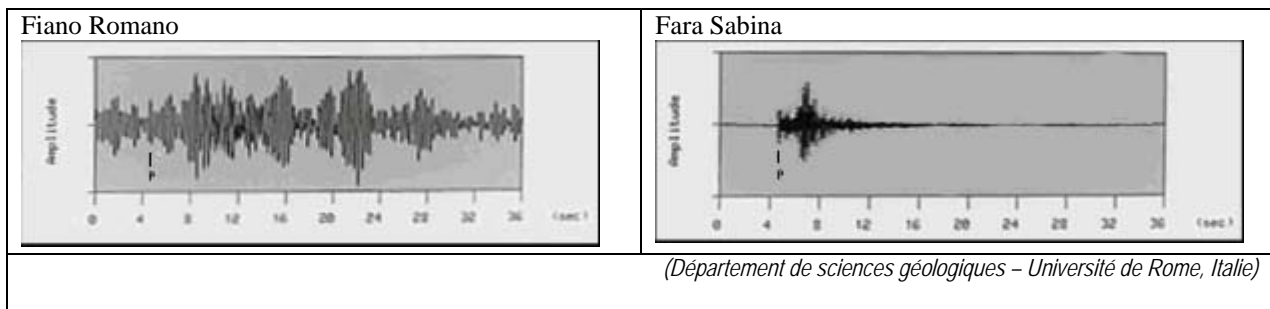 Fiano Romano
Amplitude
P
0 4 8 12 16 24 28 32 36 (sec)
Fara Sabina
Amplitude
P
0 4 8 12 16 20 24 28 32 36 (sec)
(Département de sciences géologiques – Université de Rome, Italie)